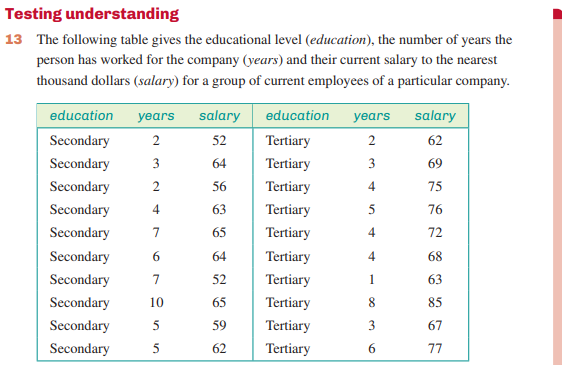 Testing understanding
13 The following table gives the educational level (education), the number of years the
person has worked for the company (years) and their current salary to the nearest
thousand dollars (salary) for a group of current employees of a particular company.
education years salary education years salary
Secondary 2 52 Tertiary 2 62
Secondary 3 64 Tertiary 3 69
Secondary 2 56 Tertiary 4 75
Secondary 4 63 Tertiary 5 76
Secondary 7 65 Tertiary 4 72
Secondary 6 64 Tertiary 4 68
Secondary 7 52 Tertiary 1 63
Secondary 10 65 Tertiary 8 85
Secondary 5 59 Tertiary 3 67
Secondary 5 62 Tertiary 6 77